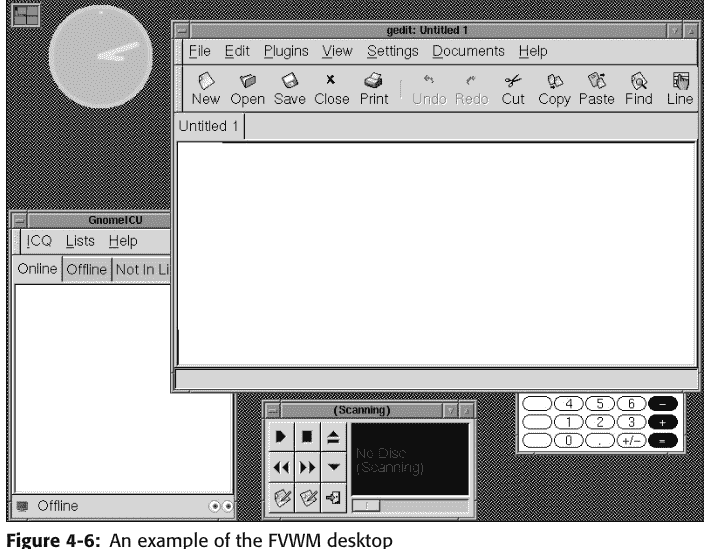 gedit: Untitled 1
File Edit Plugins View Settings Documents Help
New Open Save Close Print Undo Redo Cut Copy Paste Find Line
Untitled 1
GnomeICU
ICQ Lists Help
Online Offline Not In Li
(Scanning)
No Disc
(Scanning)
4 5 6 -
1 2 3 +
0 . +/- =
Offline
Figure 4-6: An example of the FVWM desktop